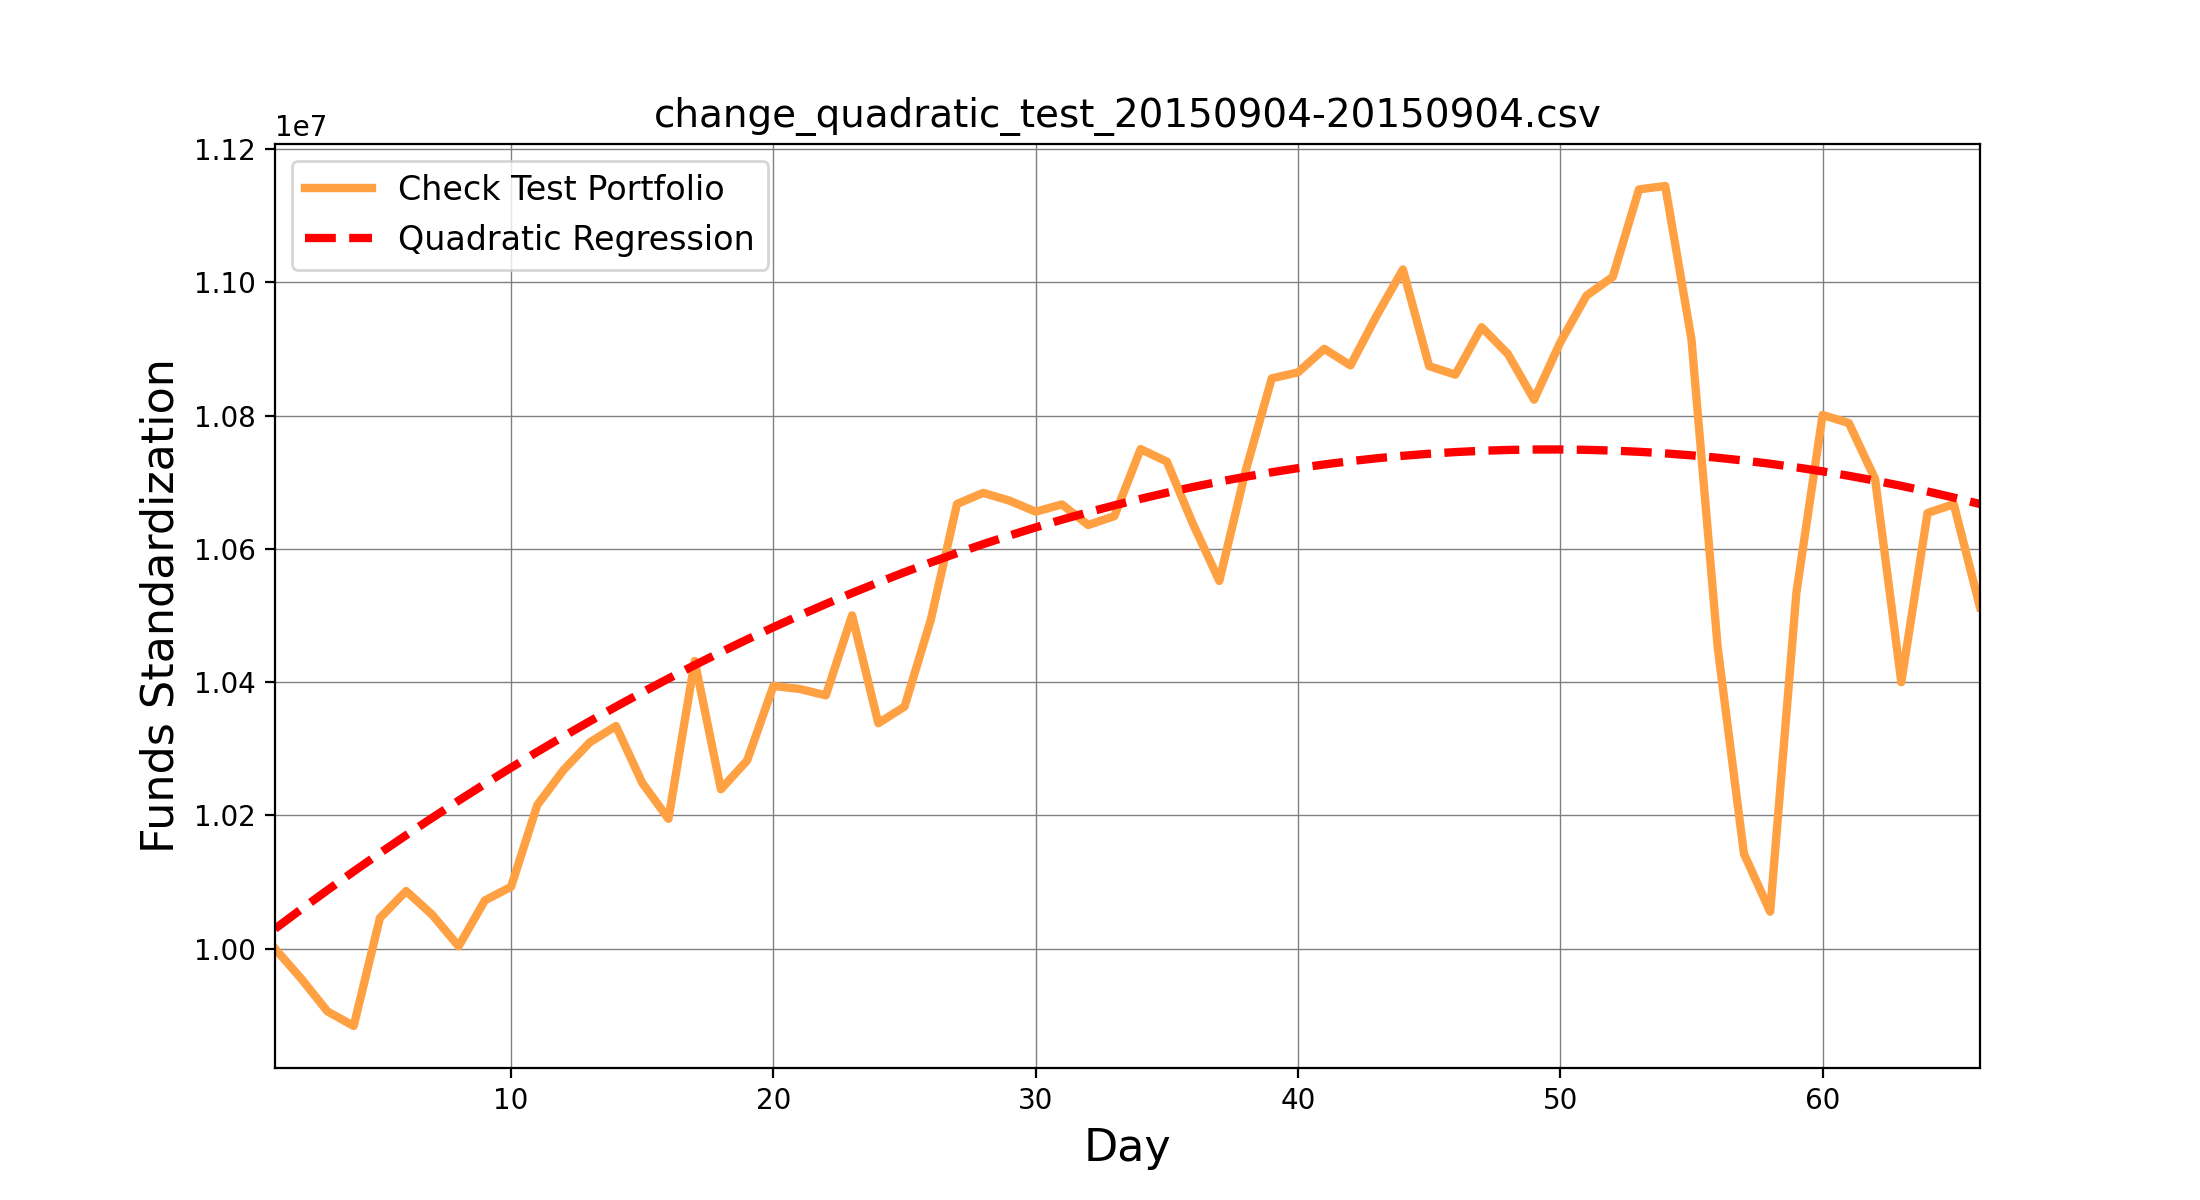 change_quadratic_test_20150904-20150904.csv
1e7
1.12
1.10
1.08
1.06
1.04
1.02
1.00
Funds Standardization
Check Test Portfolio
Quadratic Regression
10 20 30 40 50 60
Day